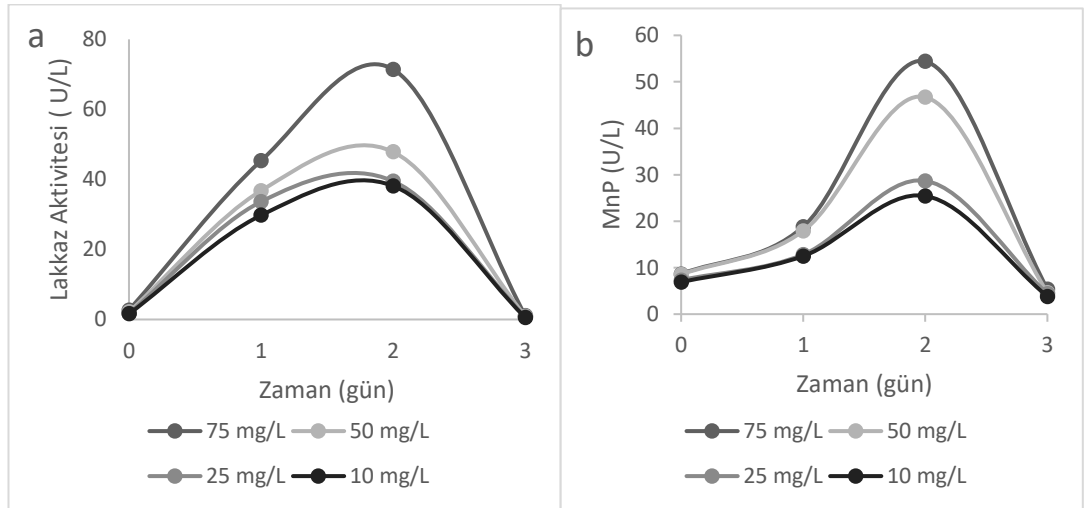 a
Lakkaz Aktivitesi ( U/L)
80
60
40
20
0
0 1 2 3
Zaman (gün)
75 mg/L 50 mg/L
25 mg/L 10 mg/L
b
MnP (U/L)
60
50
40
30
20
10
0
0 1 2 3
Zaman (gün)
75 mg/L 50 mg/L
25 mg/L 10 mg/L